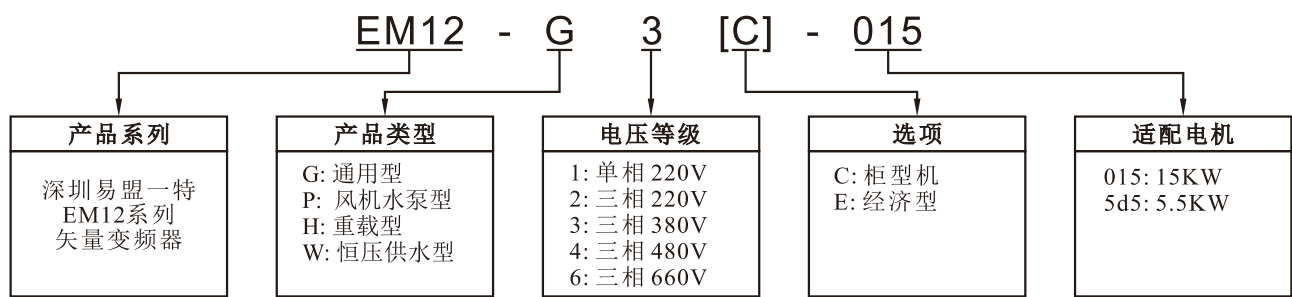 EM12 - G 3 [C] - 015
产品系列
深圳易盟一特
EM12系列
矢量变频器
产品类型
G: 通用型
P: 风机水泵型
H: 重载型
W: 恒压供水型
电压等级
1: 单相 220V
2: 三相 220V
3: 三相 380V
4: 三相 480V
6: 三相 660V
选项
C: 柜型机
E: 经济型
适配电机
015: 15KW
5d5: 5.5KW